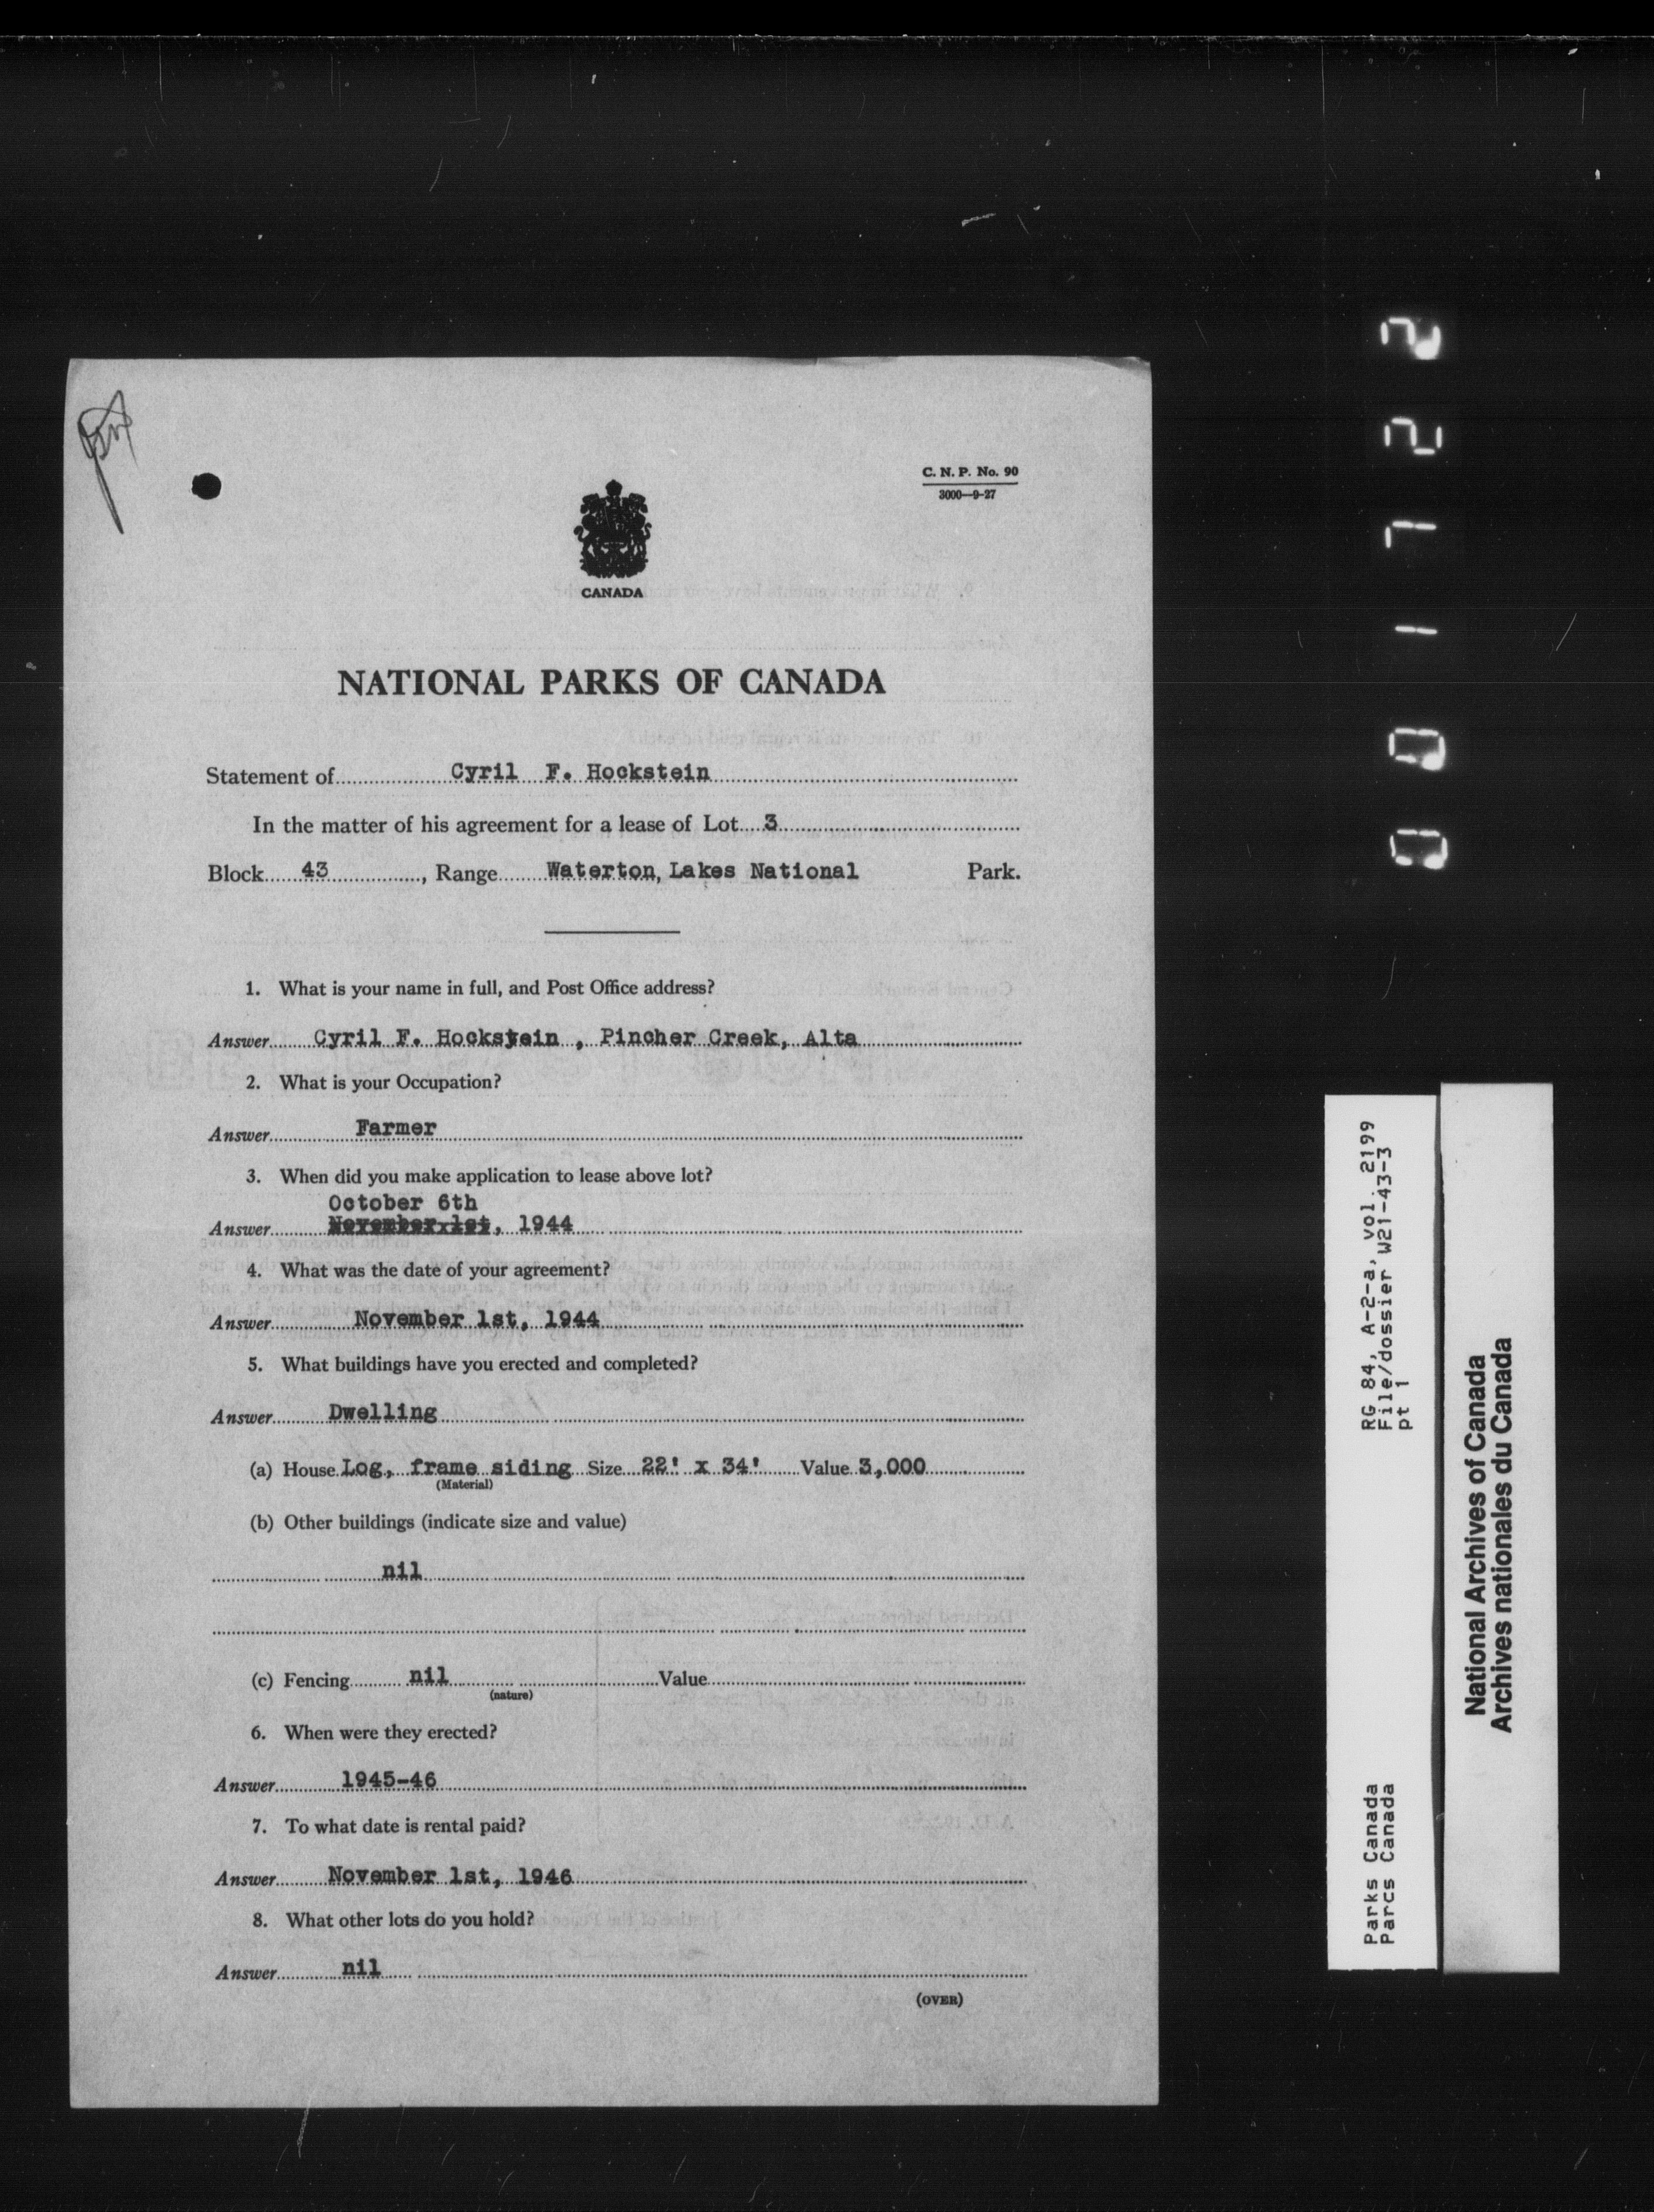 C. N. P. No. 90
3000—9-27
CANADA
NATIONAL PARKS OF CANADA
Statement of Cyril F. Hockstein
In the matter of his agreement for a lease of Lot 3
Block 43, Range Waterton Lakes National Park.
1. What is your name in full, and Post Office address?
Answer Cyril F. Hockstein , Pincher Creek, Alta
2. What is your Occupation?
Answer Farmer
3. When did you make application to lease above lot?
October 6th
Answer November 1st, 1944
4. What was the date of your agreement?
Answer November 1st, 1944
5. What buildings have you erected and completed?
Answer Dwelling
(a) House Log, frame siding Size 22' x 34' Value 3,000
(Material)
(b) Other buildings (indicate size and value)
nil
(c) Fencing nil Value
(nature)
6. When were they erected?
Answer 1945-46
7. To what date is rental paid?
Answer November 1st, 1946
8. What other lots do you hold?
Answer nil
(OVER)
RG 84, A-2-a, vol. 2199
File/dossier W21-43-3
pt 1
Parks Canada
Parcs Canada
National Archives of Canada
Archives nationales du Canada